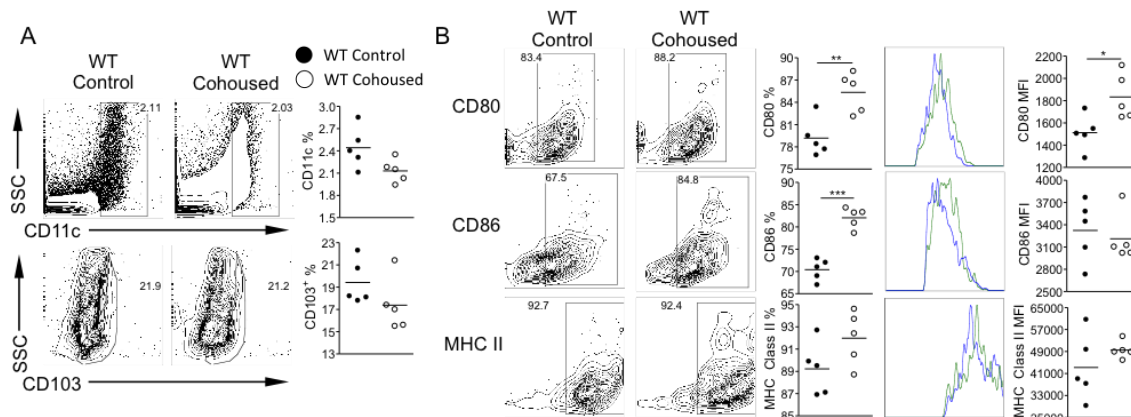 A
WT
Control
WT
Cohoused
WT Control
WT Cohoused
SSC
2.11
2.03
CD11c
CD11c %
3.0
2.7
2.4
2.1
1.8
1.5
SSC
21.9
21.2
CD103
CD103+ %
23
21
19
17
15
13
B
WT
Control
WT
Cohoused
CD80
83.4
88.2
CD80 %
90
87
84
81
78
75
**
CD80 MFI
2200
2000
1800
1600
1400
1200
*
CD86
67.5
84.8
CD86 %
90
85
80
75
70
65
***
CD86 MFI
4000
3700
3400
3100
2800
2500
MHC II
92.7
92.4
MHC Class II %
95
93
91
89
87
85
MHC Class II MFI
65000
57000
49000
41000
33000
25000